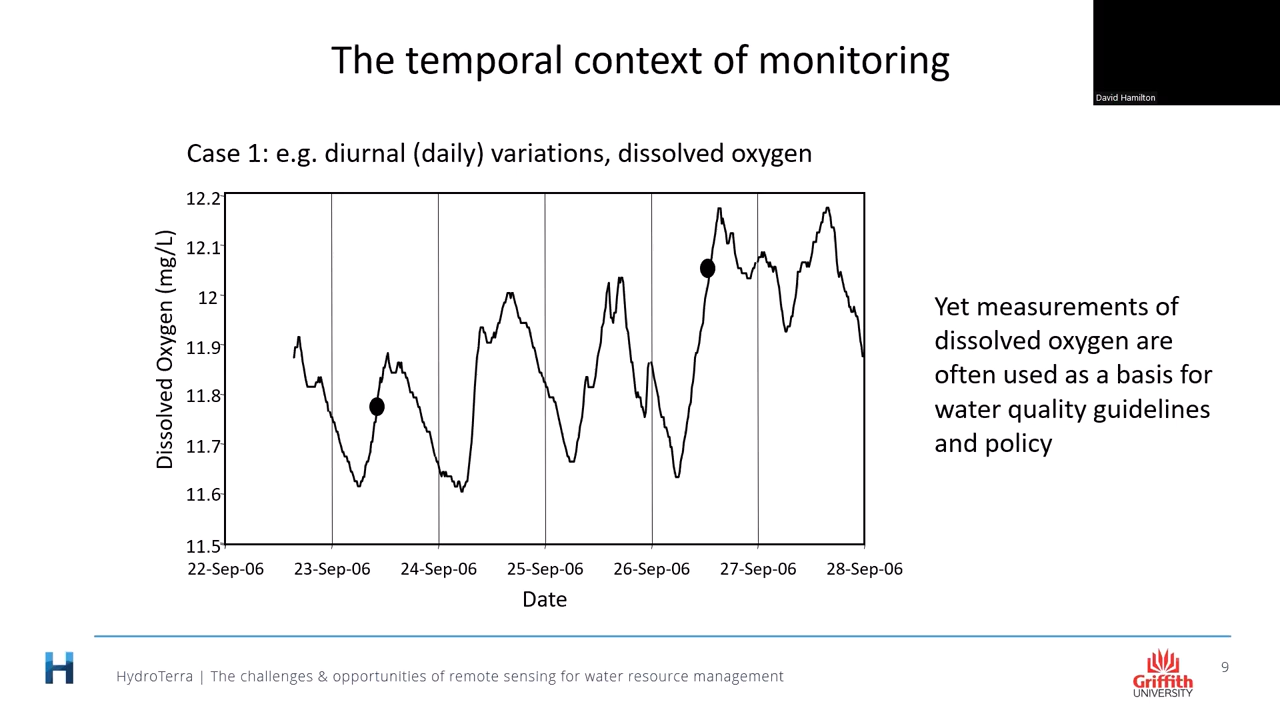 The temporal context of monitoring
David Hamilton
Case 1: e.g. diurnal (daily) variations, dissolved oxygen
Dissolved Oxygen (mg/L)
12.2
12.1
12
11.9
11.8
11.7
11.6
11.5
22-Sep-06 23-Sep-06 24-Sep-06 25-Sep-06 26-Sep-06 27-Sep-06 28-Sep-06
Date
Yet measurements of
dissolved oxygen are
often used as a basis for
water quality guidelines
and policy
H
HydroTerra | The challenges & opportunities of remote sensing for water resource management
Griffith
UNIVERSITY
9